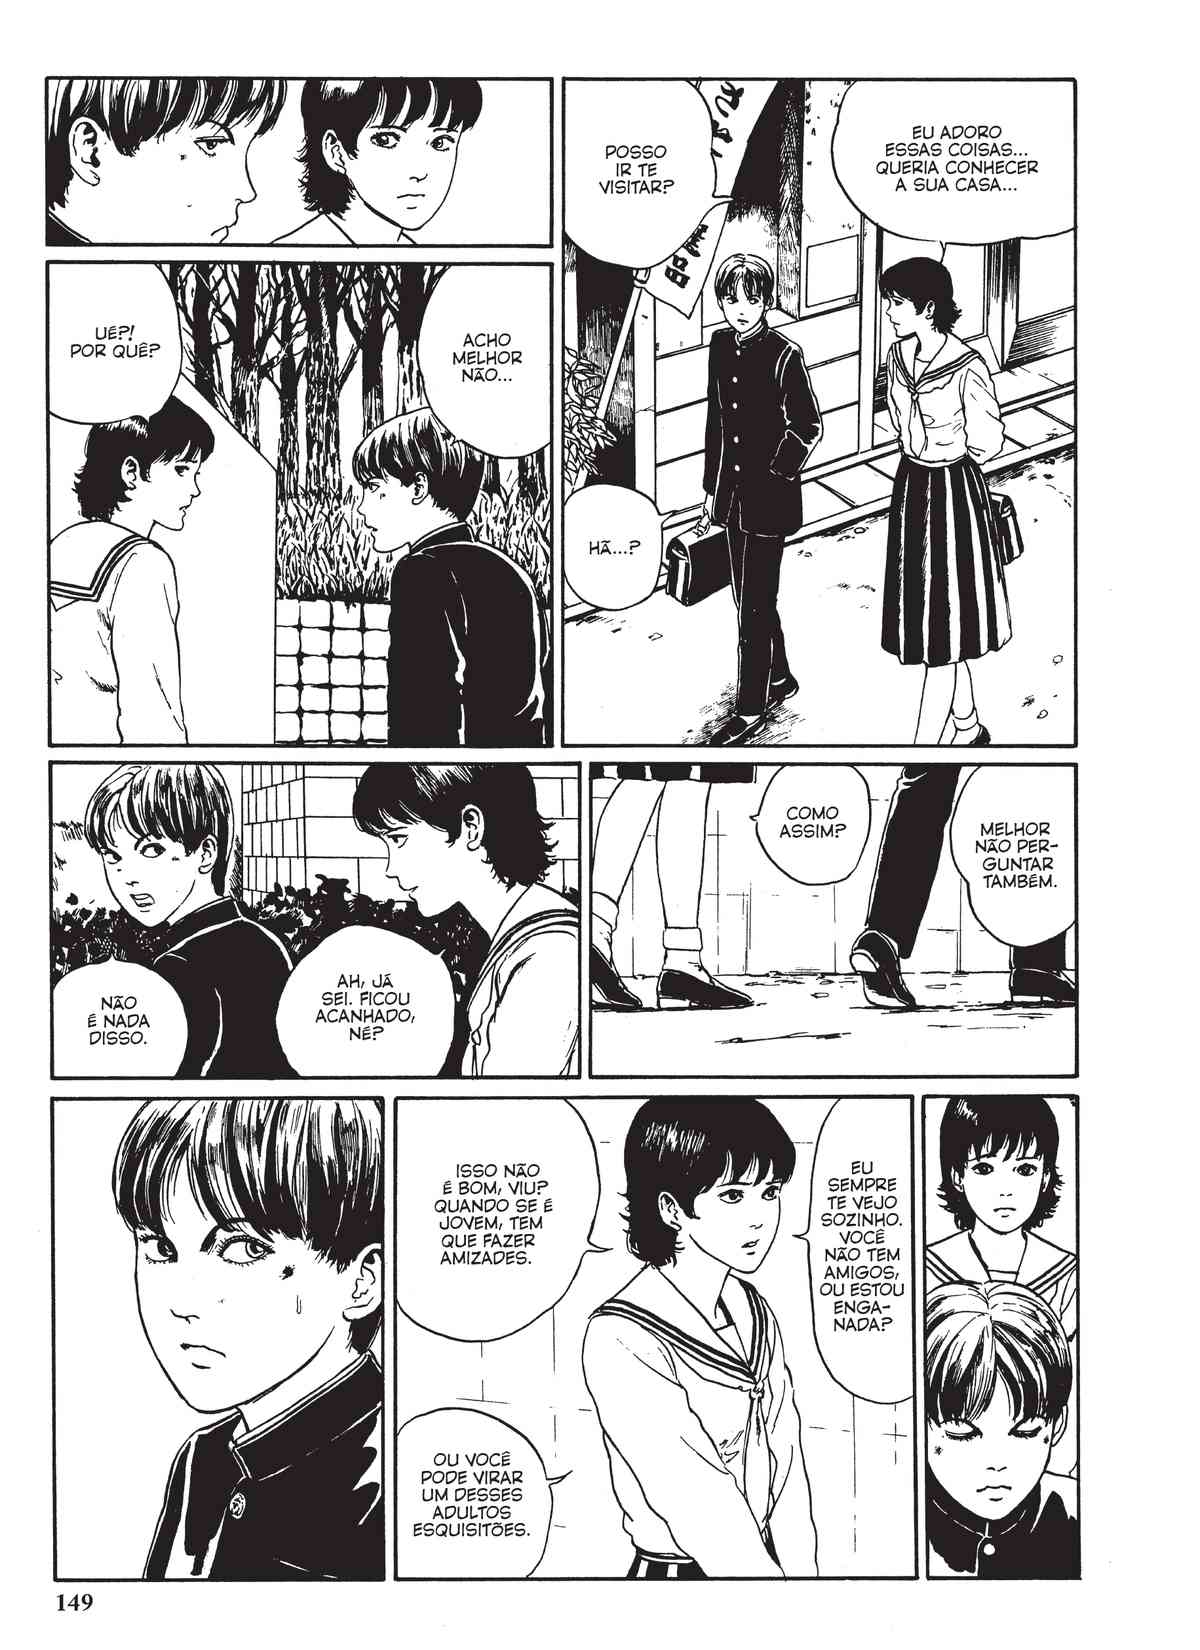 EU ADORO
ESSAS COISAS...
QUERIA CONHECER
A SUA CASA...
POSSO
IR TE
VISITAR?
HÃ...?
ACHO
MELHOR
NÃO...
UÉ?!
POR QUÊ?
MELHOR
NÃO PER-
GUNTAR
TAMBÉM.
COMO
ASSIM?
AH, JÁ
SEI. FICOU
ACANHADO,
NÉ?
NÃO
É NADA
DISSO.
EU
SEMPRE
TE VEJO
SOZINHO.
VOCÊ
NÃO TEM
AMIGOS,
OU ESTOU
ENGA-
NADA?
ISSO NÃO
É BOM, VIU?
QUANDO SE É
JOVEM, TEM
QUE FAZER
AMIZADES.
OU VOCÊ
PODE VIRAR
UM DESSES
ADULTOS
ESQUISITÕES.
149